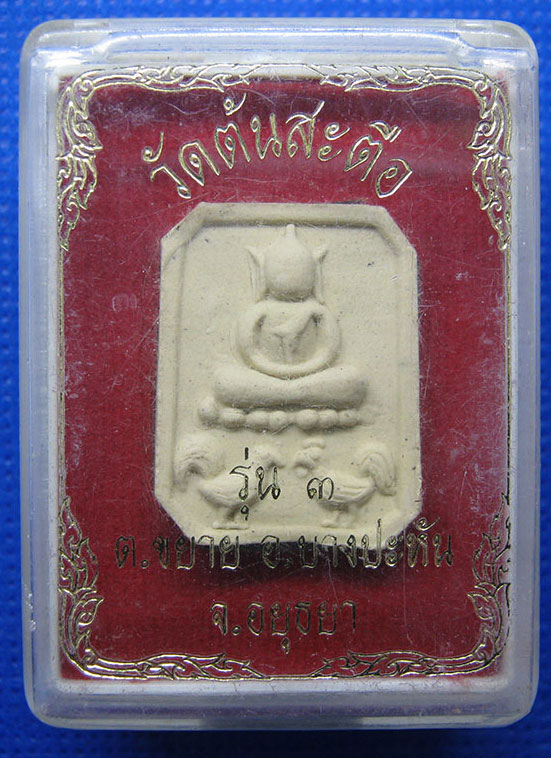 วัดต้นสะตือ
รุ่น ๓
ต.ขยาย อ.บางปะหัน
จ.อยุธยา